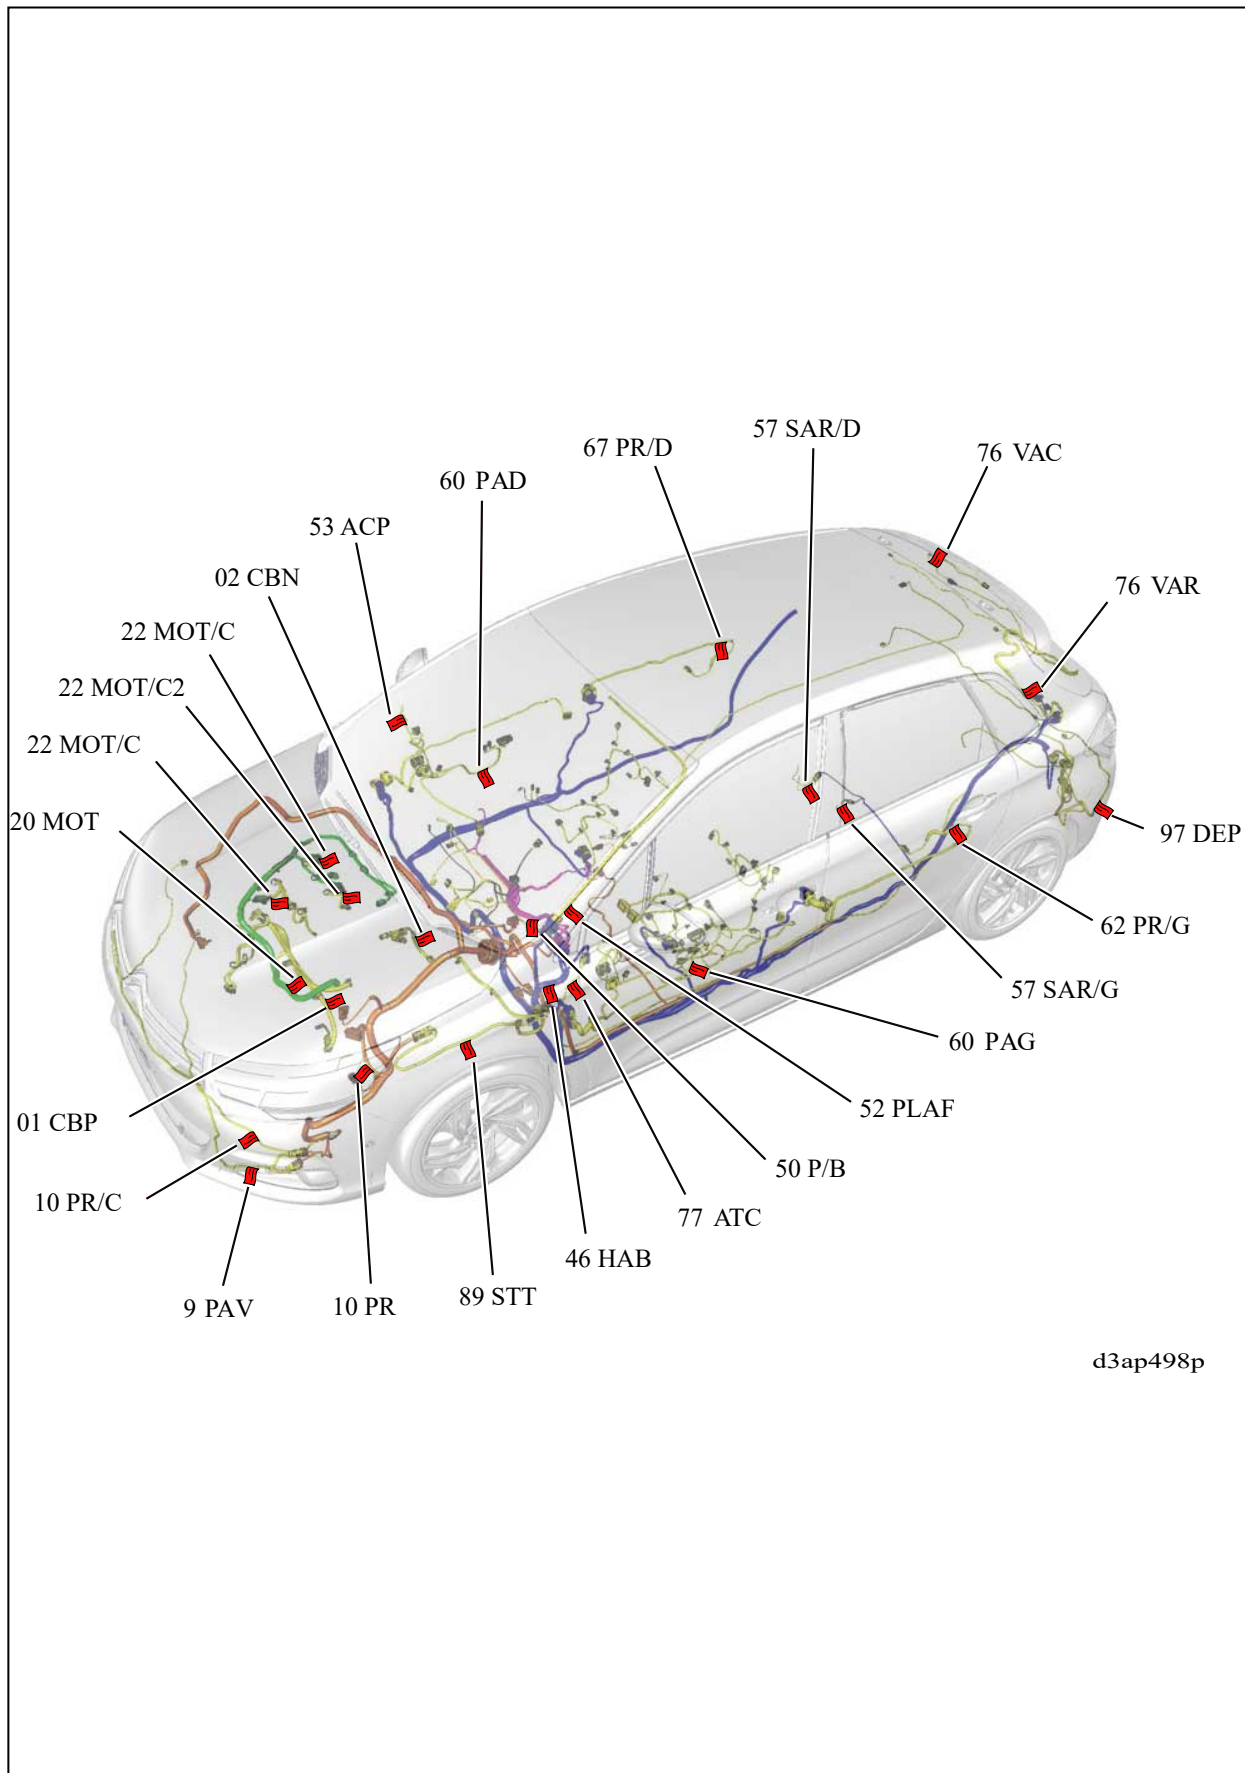 57 SAR/D
67 PR/D
76 VAC
60 PAD
53 ACP
02 CBN
76 VAR
22 MOT/C
22 MOT/C2
22 MOT/C
20 MOT
97 DEP
62 PR/G
57 SAR/G
60 PAG
52 PLAF
01 CBP
50 P/B
10 PR/C
77 ATC
46 HAB
89 STT
10 PR
9 PAV
d3ap498p